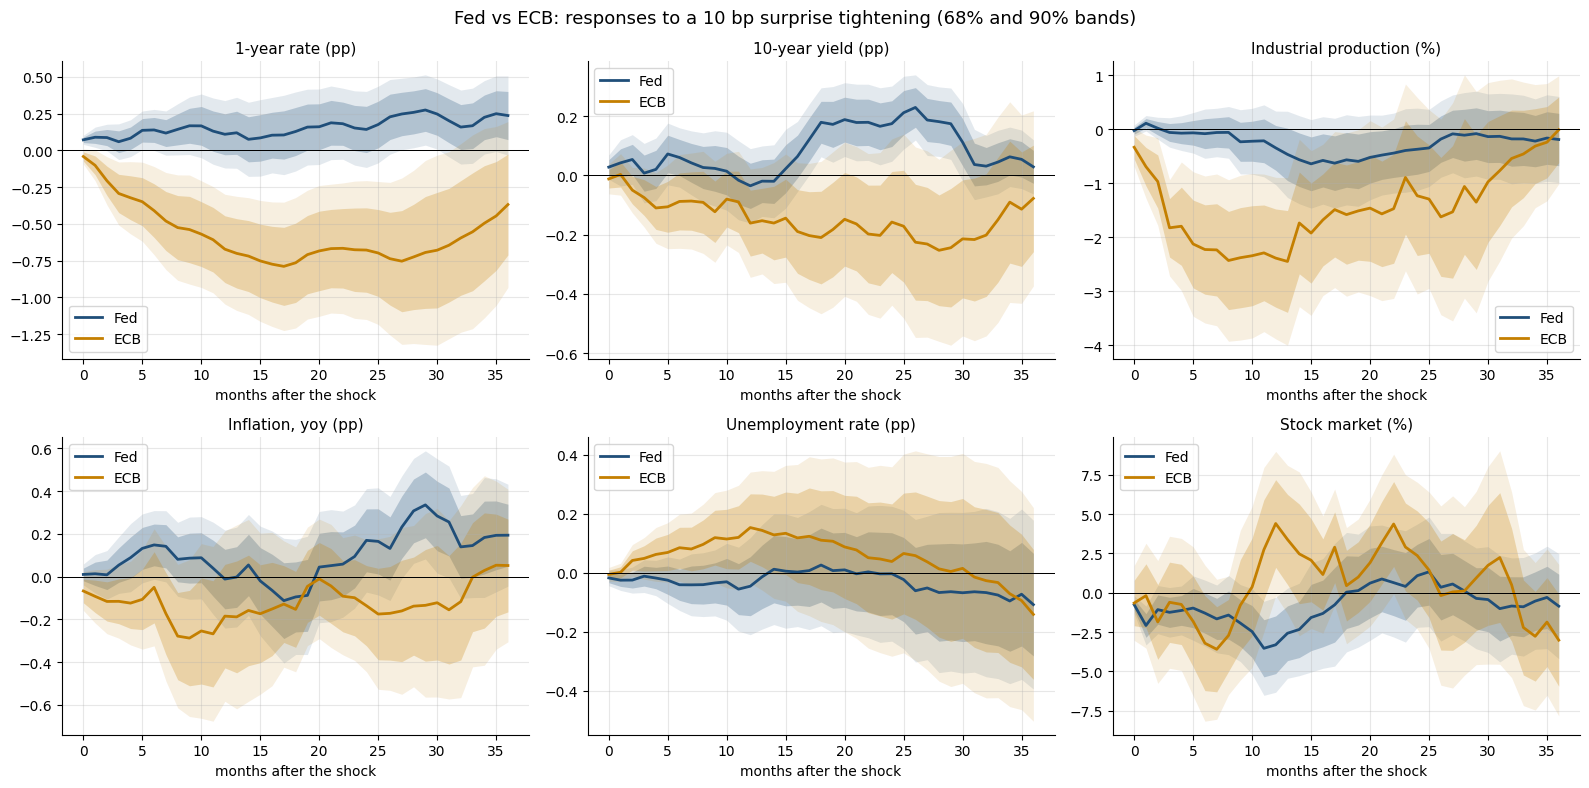 Fed vs ECB: responses to a 10 bp surprise tightening (68% and 90% bands)
1-year rate (pp)
0.50
0.25
0.00
−0.25
−0.50
−0.75
−1.00
−1.25
Fed
ECB
0 5 10 15 20 25 30 35
months after the shock
10-year yield (pp)
Fed
ECB
0.2
0.0
−0.2
−0.4
−0.6
0 5 10 15 20 25 30 35
months after the shock
Industrial production (%)
1
0
−1
−2
−3
−4
Fed
ECB
0 5 10 15 20 25 30 35
months after the shock
Inflation, yoy (pp)
Fed
ECB
0.6
0.4
0.2
0.0
−0.2
−0.4
−0.6
0 5 10 15 20 25 30 35
months after the shock
Unemployment rate (pp)
Fed
ECB
0.4
0.2
0.0
−0.2
−0.4
0 5 10 15 20 25 30 35
months after the shock
Stock market (%)
Fed
ECB
7.5
5.0
2.5
0.0
−2.5
−5.0
−7.5
0 5 10 15 20 25 30 35
months after the shock